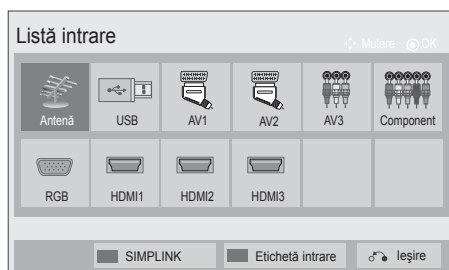 Listă intrare
Mutare OK
Antenă USB AV1 AV2 AV3 Component
RGB HDMI1 HDMI2 HDMI3
SIMPLINK Etichetă intrare Ieşire